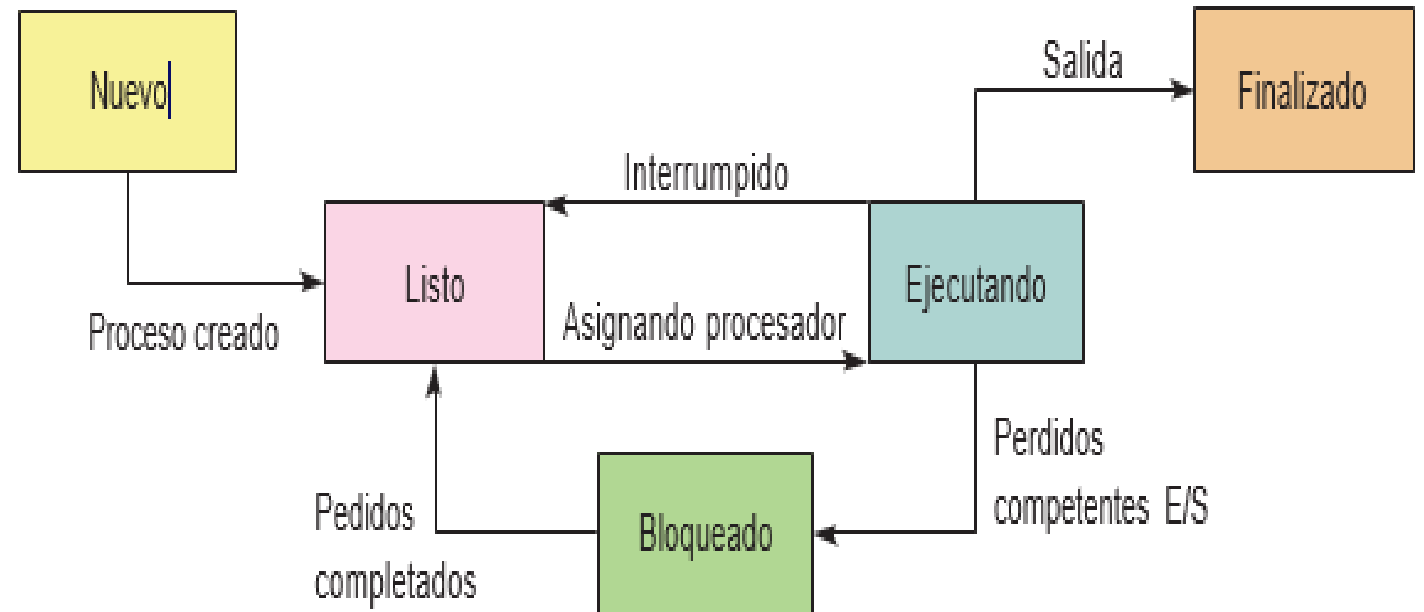 Nuevo
Salida
Finalizado
Interrumpido
Listo
Ejecutando
Proceso creado
Asignando procesador
Perdidos
competentes E/S
Pedidos
completados
Bloqueado